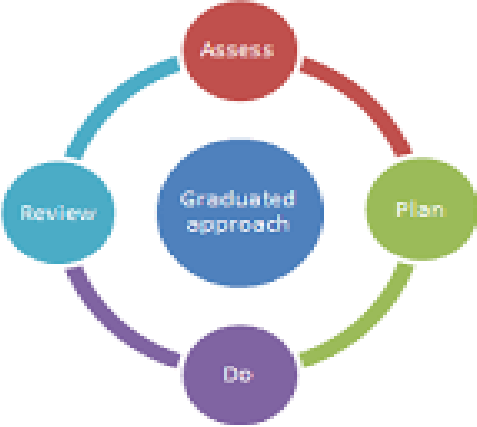 Assess
Graduated
approach
Review
Plan
Do